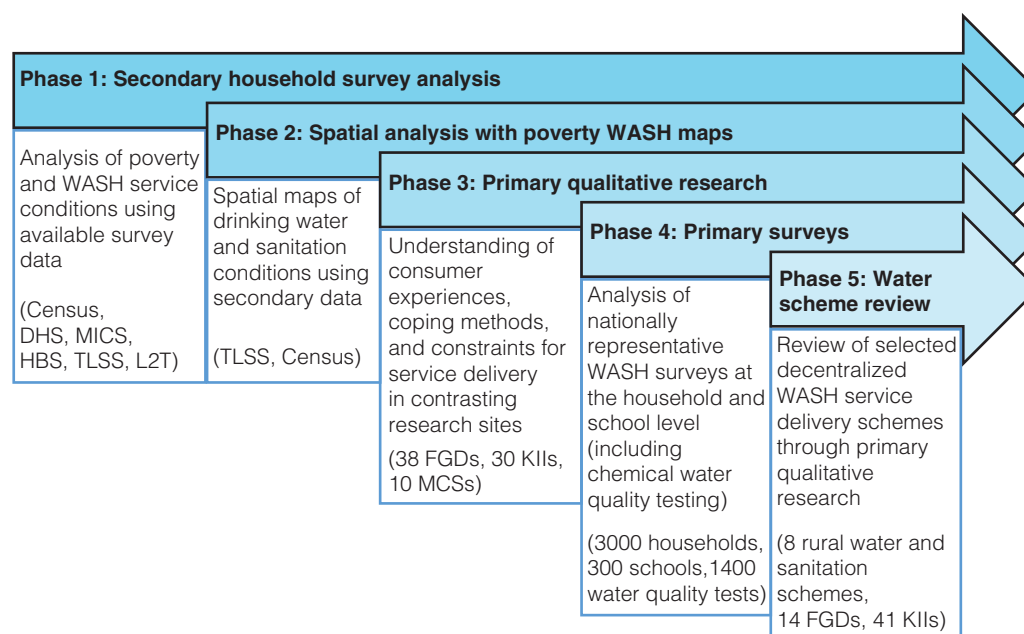 Phase 1: Secondary household survey analysis
Analysis of poverty
and WASH service
conditions using
available survey
data
(Census,
DHS, MICS,
HBS, TLSS, L2T)
Phase 2: Spatial analysis with poverty WASH maps
Spatial maps of
drinking water
and sanitation
conditions using
secondary data
(TLSS, Census)
Phase 3: Primary qualitative research
Understanding of
consumer
experiences,
coping methods,
and constraints for
service delivery
in contrasting
research sites
(38 FGDs, 30 KIIs,
10 MCSs)
Phase 4: Primary surveys
Analysis of
nationally
representative
WASH surveys at
the household and
school level
(including
chemical water
quality testing)
(3000 households,
300 schools,1400
water quality tests)
Phase 5: Water
scheme review
Review of selected
decentralized
WASH service
delivery schemes
through primary
qualitative
research
(8 rural water and
sanitation
schemes,
14 FGDs, 41 KIIs)